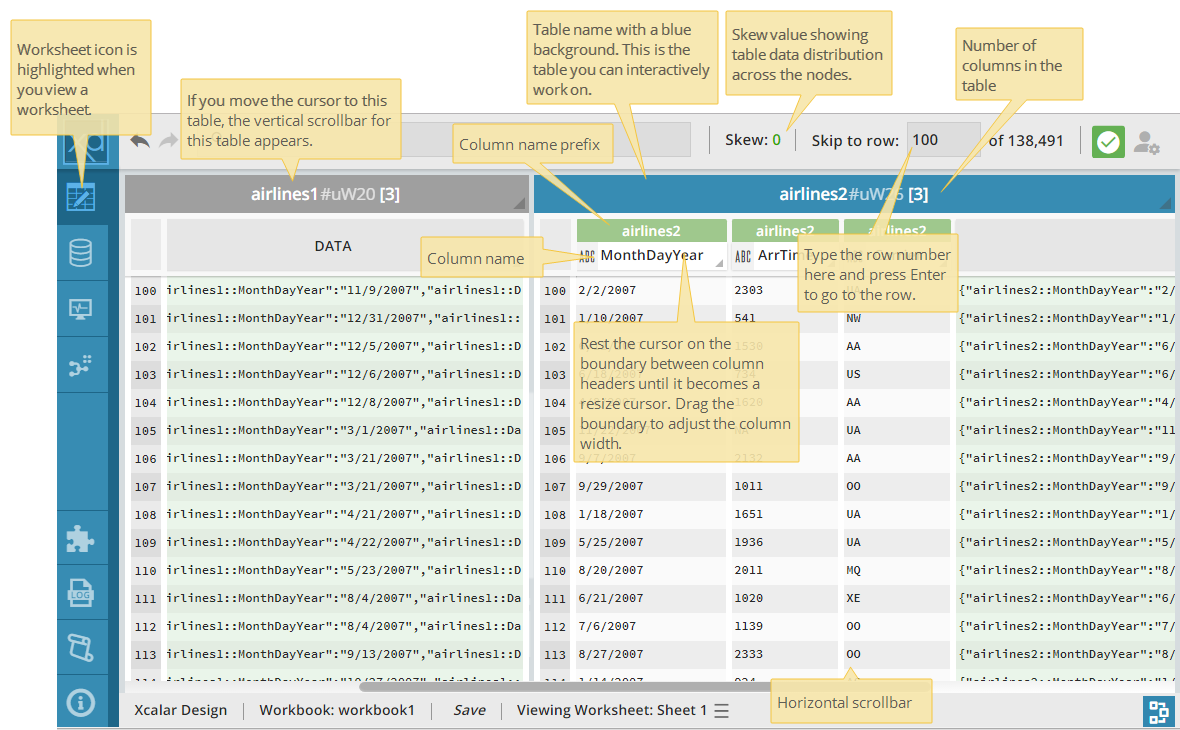 Worksheet icon is
highlighted when
you view a
worksheet.
If you move the cursor to this
table, the vertical scrollbar for
this table appears.
Table name with a blue
background. This is the
table you can interactively
work on.
Skew value showing
table data distribution
across the nodes.
Number of
columns in the
table
Column name prefix
Skew: 0
Skip to row: 100 of 138,491
airlines1#uW20 [3]
airlines2#uW26 [3]
DATA
airlines2 airlines2 airlines2
Column name
ABC MonthDayYear ABC ArrTim
Type the row number
here and press Enter
to go to the row.
Rest the cursor on the
boundary between column
headers until it becomes a
resize cursor. Drag the
boundary to adjust the column
width.
100 irlines1::MonthDayYear":"11/9/2007","airlines1::D 100 2/2/2007 2303 {"airlines2::MonthDayYear":"2/
101 irlines1::MonthDayYear":"12/31/2007","airlines1:: 101 1/10/2007 541 NW {"airlines2::MonthDayYear":"1/
102 irlines1::MonthDayYear":"12/5/2007","airlines1::D 102 1530 AA {"airlines2::MonthDayYear":"6/
103 irlines1::MonthDayYear":"12/6/2007","airlines1::D 103 734 US {"airlines2::MonthDayYear":"6/
104 irlines1::MonthDayYear":"12/8/2007","airlines1::D 104 1620 AA {"airlines2::MonthDayYear":"4/
105 irlines1::MonthDayYear":"3/1/2007","airlines1::Da 105 UA {"airlines2::MonthDayYear":"11
106 irlines1::MonthDayYear":"3/21/2007","airlines1::D 106 9/7/2007 2132 AA {"airlines2::MonthDayYear":"9/
107 irlines1::MonthDayYear":"3/21/2007","airlines1::D 107 9/29/2007 1011 OO {"airlines2::MonthDayYear":"9/
108 irlines1::MonthDayYear":"4/21/2007","airlines1::D 108 1/18/2007 1651 UA {"airlines2::MonthDayYear":"1/
109 irlines1::MonthDayYear":"4/22/2007","airlines1::D 109 5/25/2007 1936 UA {"airlines2::MonthDayYear":"5/
110 irlines1::MonthDayYear":"5/23/2007","airlines1::D 110 8/20/2007 2011 MQ {"airlines2::MonthDayYear":"8/
111 irlines1::MonthDayYear":"8/4/2007","airlines1::Da 111 6/21/2007 1020 XE {"airlines2::MonthDayYear":"6/
112 irlines1::MonthDayYear":"8/4/2007","airlines1::Da 112 7/6/2007 1139 OO {"airlines2::MonthDayYear":"7/
113 irlines1::MonthDayYear":"9/13/2007","airlines1::D 113 8/27/2007 2333 OO {"airlines2::MonthDayYear":"8/
LOG
Horizontal scrollbar
Xcalar Design Workbook: workbook1 Save Viewing Worksheet: Sheet 1